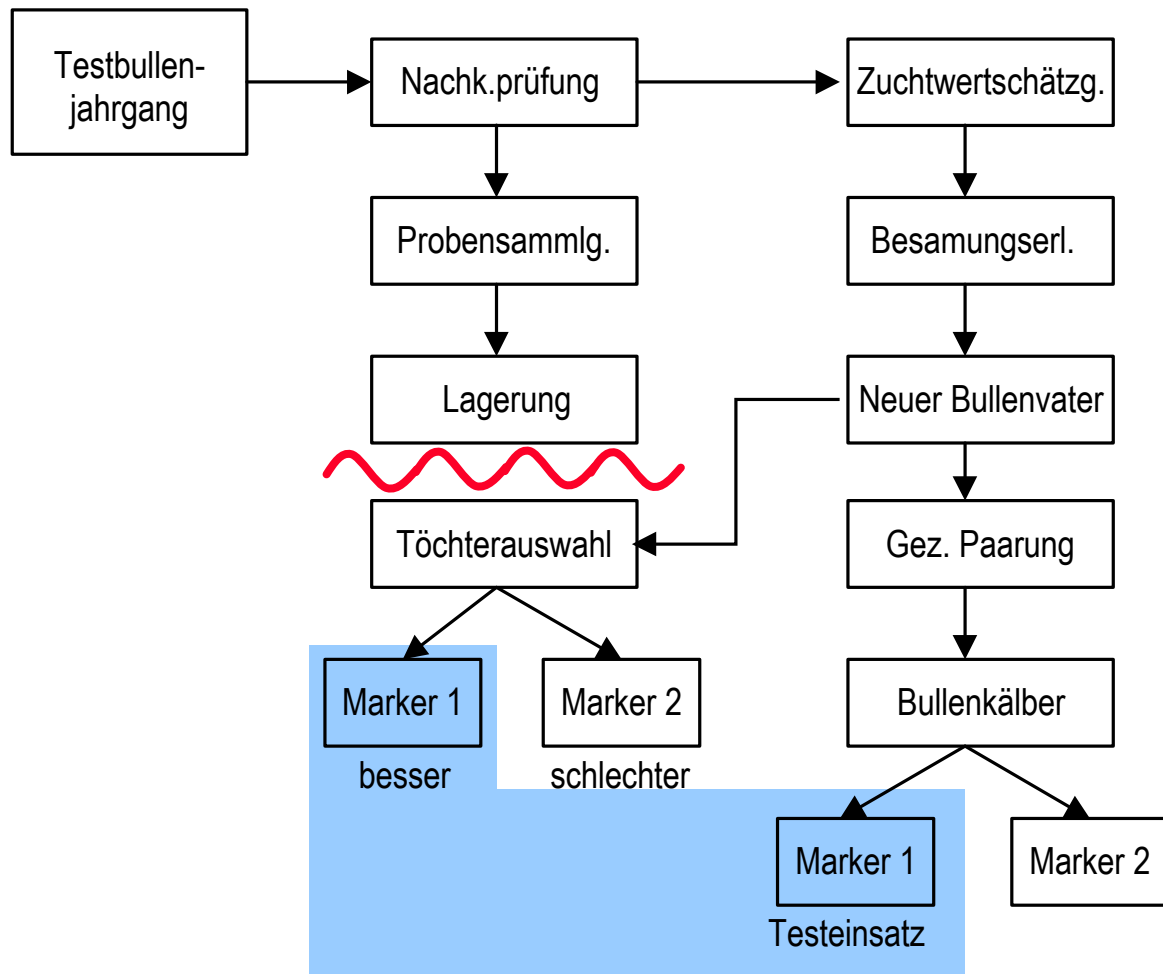 Testbullen-
jahrgang
Nachk.prüfung
Zuchtwertschätzg.
Probensammlg.
Besamungserl.
Lagerung
Neuer Bullenvater
Töchterauswahl
Gez. Paarung
Marker 1
Marker 2
Bullenkälber
besser
schlechter
Marker 1
Marker 2
Testeinsatz